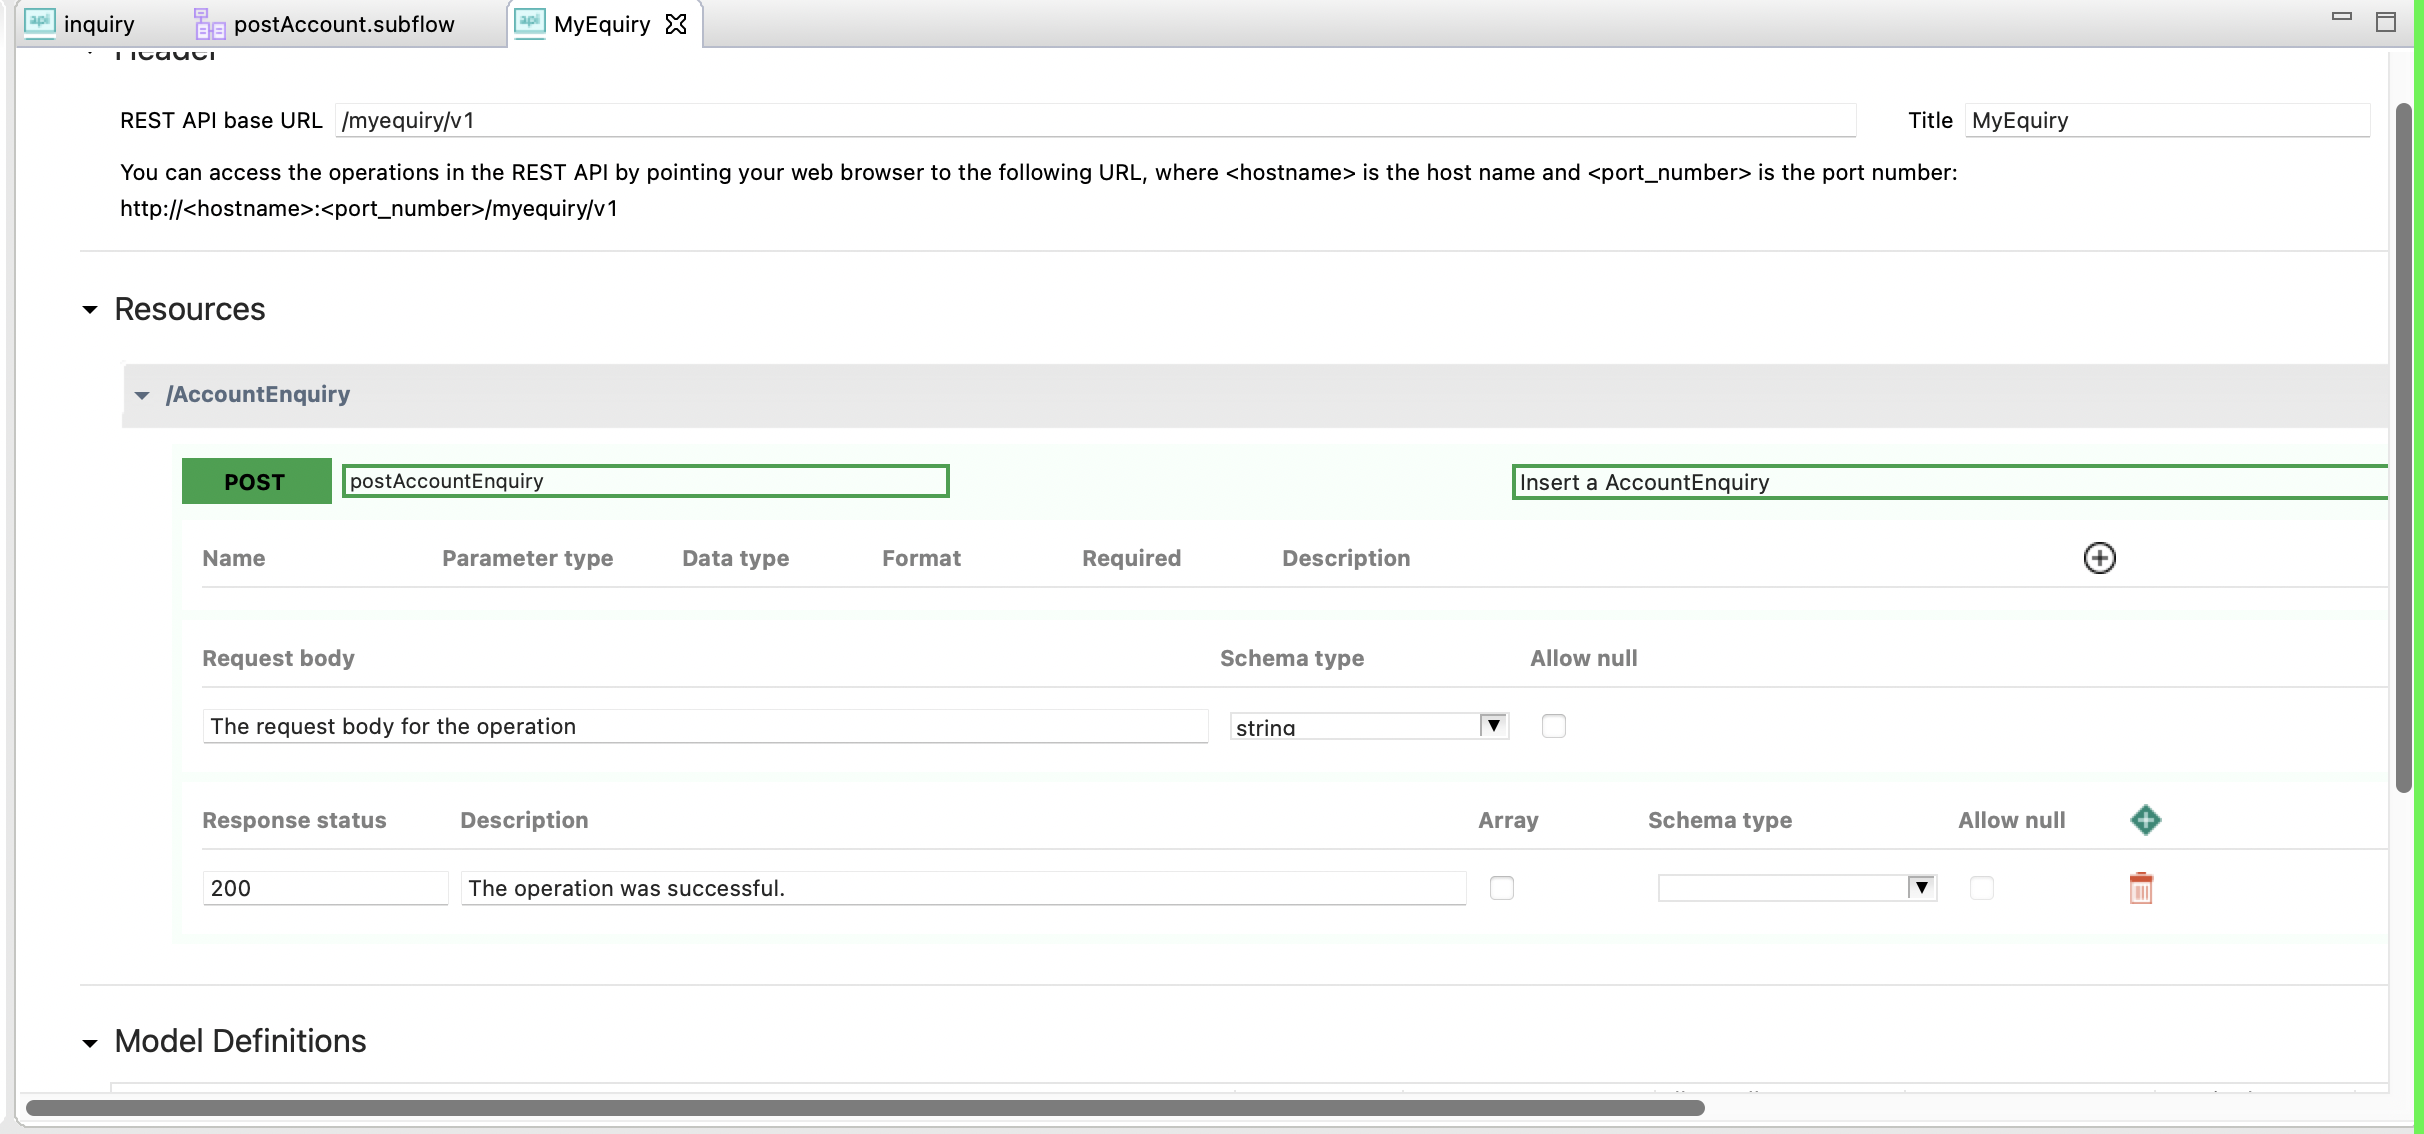 inquiry postAccount.subflow MyEquiry
Header
REST API base URL /myequiry/v1 Title MyEquiry
You can access the operations in the REST API by pointing your web browser to the following URL, where <hostname> is the host name and <port_number> is the port number:
http://<hostname>:<port_number>/myequiry/v1
Resources
/AccountEnquiry
POST postAccountEnquiry Insert a AccountEnquiry
Name Parameter type Data type Format Required Description
Request body Schema type Allow null
The request body for the operation string
Response status Description Array Schema type Allow null
200 The operation was successful.
Model Definitions